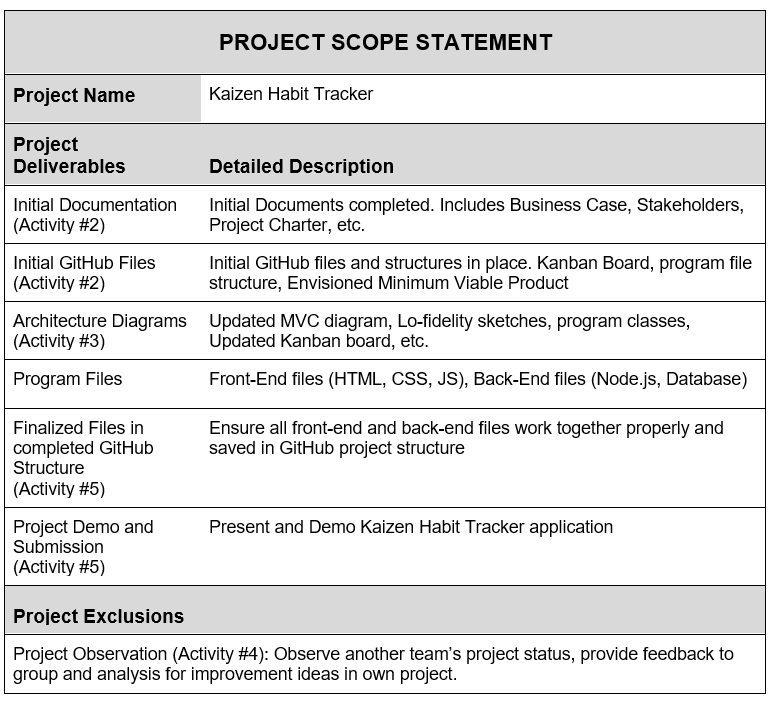 PROJECT SCOPE STATEMENT
Project Name
Kaizen Habit Tracker
Project
Deliverables
Detailed Description
Initial Documentation
(Activity #2)
Initial Documents completed. Includes Business Case, Stakeholders,
Project Charter, etc.
Initial GitHub Files
(Activity #2)
Initial GitHub files and structures in place. Kanban Board, program file
structure, Envisioned Minimum Viable Product
Architecture Diagrams
(Activity #3)
Updated MVC diagram, Lo-fidelity sketches, program classes,
Updated Kanban board, etc.
Program Files
Front-End files (HTML, CSS, JS), Back-End files (Node.js, Database)
Finalized Files in
completed GitHub
Structure
(Activity #5)
Ensure all front-end and back-end files work together properly and
saved in GitHub project structure
Project Demo and
Submission
(Activity #5)
Present and Demo Kaizen Habit Tracker application
Project Exclusions
Project Observation (Activity #4): Observe another team’s project status, provide feedback to
group and analysis for improvement ideas in own project.